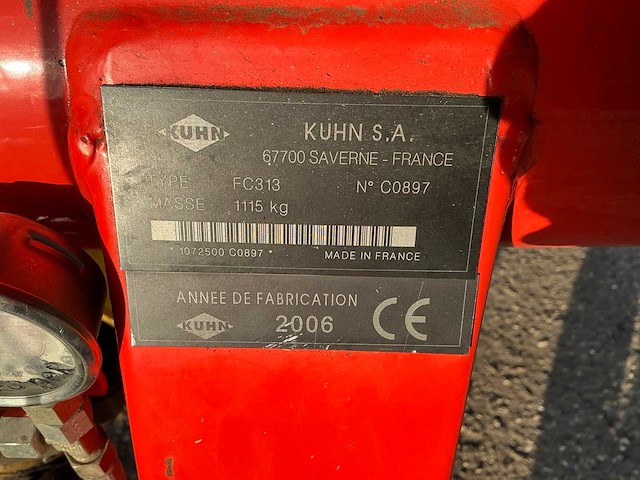 KUHN
KUHN S.A.
67700 SAVERNE - FRANCE
TYPE FC313 N° C0897
MASSE 1115 kg
* 1072500 C0897 * MADE IN FRANCE
ANNEE DE FABRICATION
KUHN 2006 CE